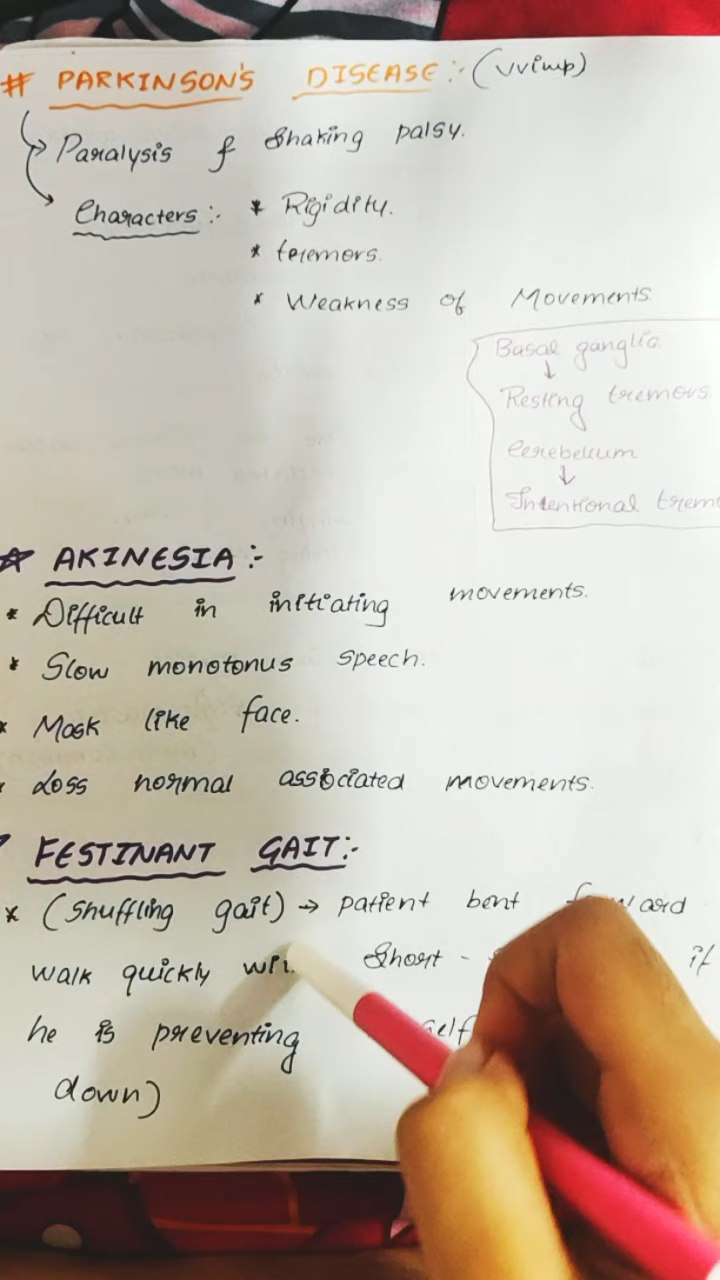 # PARKINSON'S DISEASE :- (vvimp)
Paralysis f shaking palsy.
Characters :- * Rigidity.
* tremors.
* Weakness of Movements
Basal ganglia
↓
Resting tremors
Cerebellum
↓
Intentional
AKINESIA :-
* Difficult in initiating movements.
* Slow monotonus speech.
* Mask like face.
* Loss normal associated movements.
FESTINANT GAIT :-
* (Shuffling gait) → patient bent
walk quickly short - if
he is preventing
down)